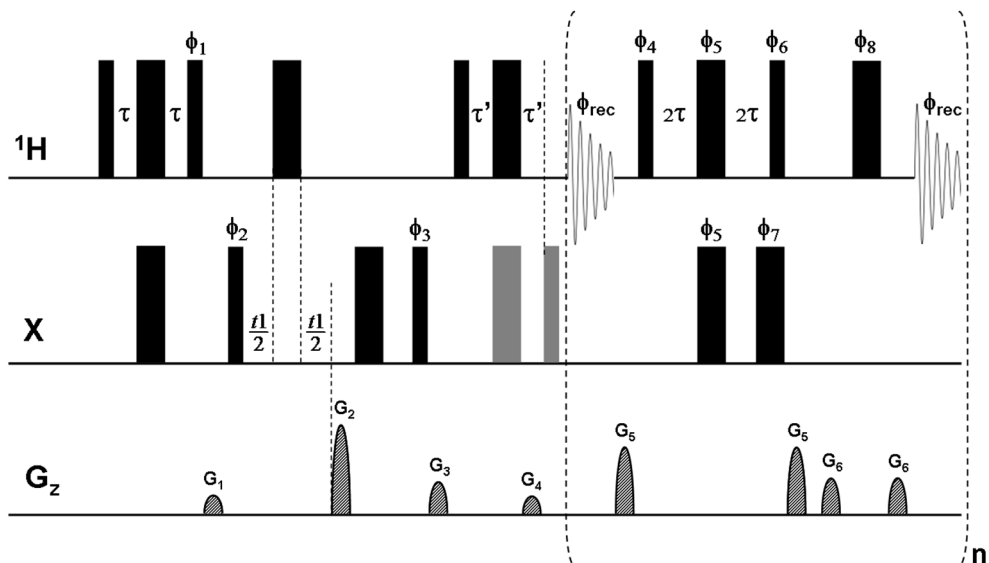 ϕ1 ϕ4 ϕ5 ϕ6 ϕ8
τ τ τ’ τ’ ϕrec 2τ 2τ ϕrec
¹H
ϕ2 ϕ3 ϕ5 ϕ7
X t1/2 t1/2
G2
G5 G5
G1 G3 G4 G6 G6
Gz
n